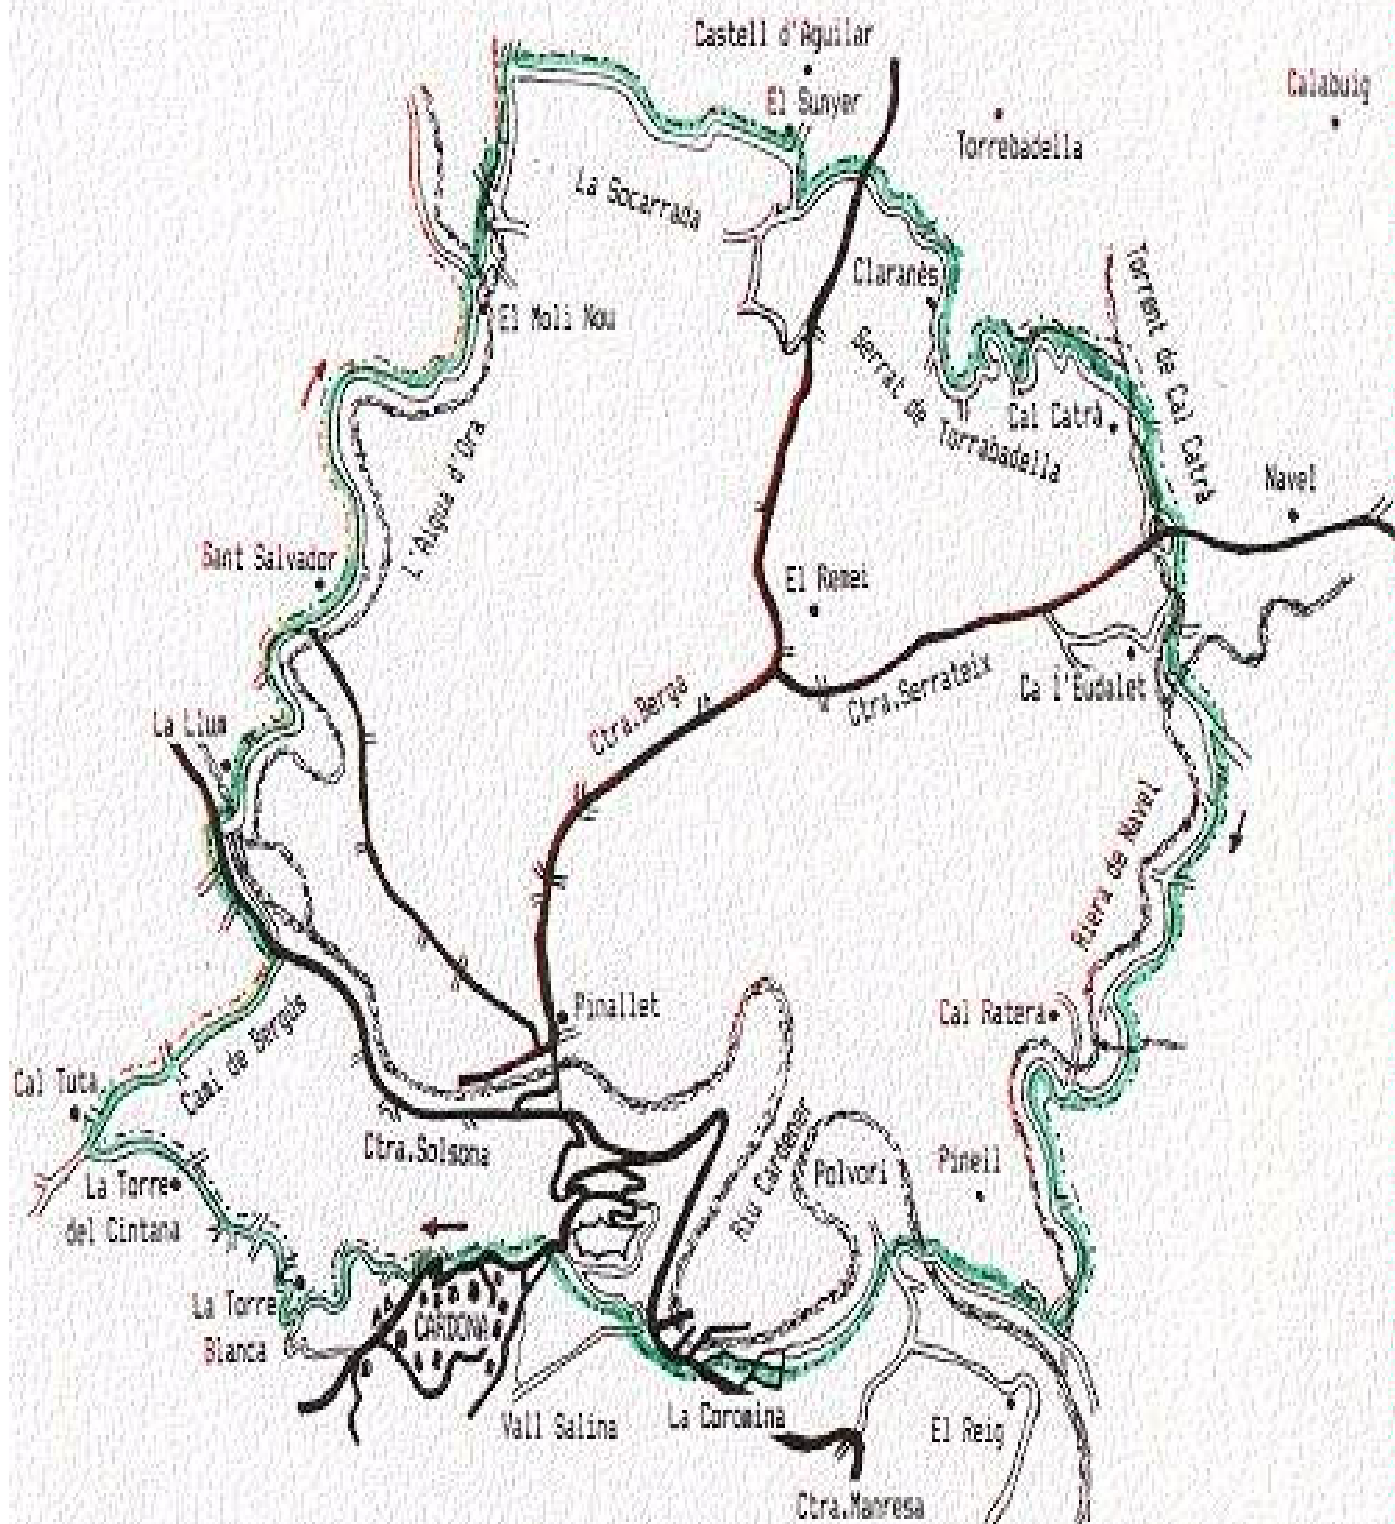 Castell d'Aguilar
El Sunyer
Calabuig
Torrebadella
La Socarrada
Claranès
El Molí Nou
Torrent de Cal Catrà
Serrat de Torrabadella
Cal Catrà
L'Aigua d'Ora
Navel
Sant Salvador
El Remei
Ca l'Eudalet
Ctra.Serrateix
Ctra.Berga
La Llum
Riera de Navel
Pinallet
Cal Ratera
Camí de Bergús
Cal Tuta
Ctra.Solsona
Riu Cardener
Polvorí
Pinell
La Torre
del Cintana
La Torre
Blanca
CARDONA
Vall Salina
La Coromina
El Reig
Ctra.Manresa